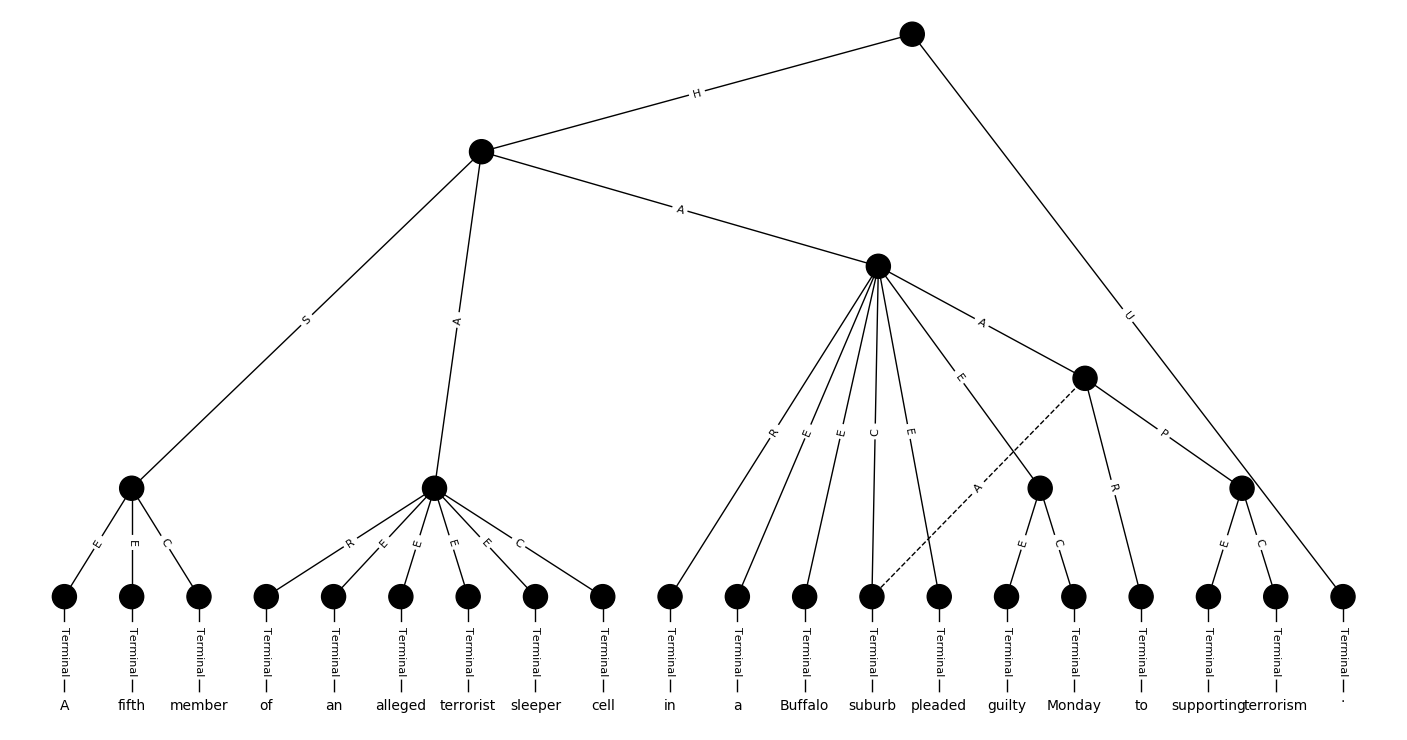 H
A
S
A
A
U
E
R
E
E
C
E
P
A
R
E
E
C
R
E
E
E
E
C
E
C
E
C
Terminal Terminal Terminal Terminal Terminal Terminal Terminal Terminal Terminal Terminal Terminal Terminal Terminal Terminal Terminal Terminal Terminal Terminal Terminal Terminal
A fifth member of an alleged terrorist sleeper cell in a Buffalo suburb pleaded guilty Monday to supporting terrorism .